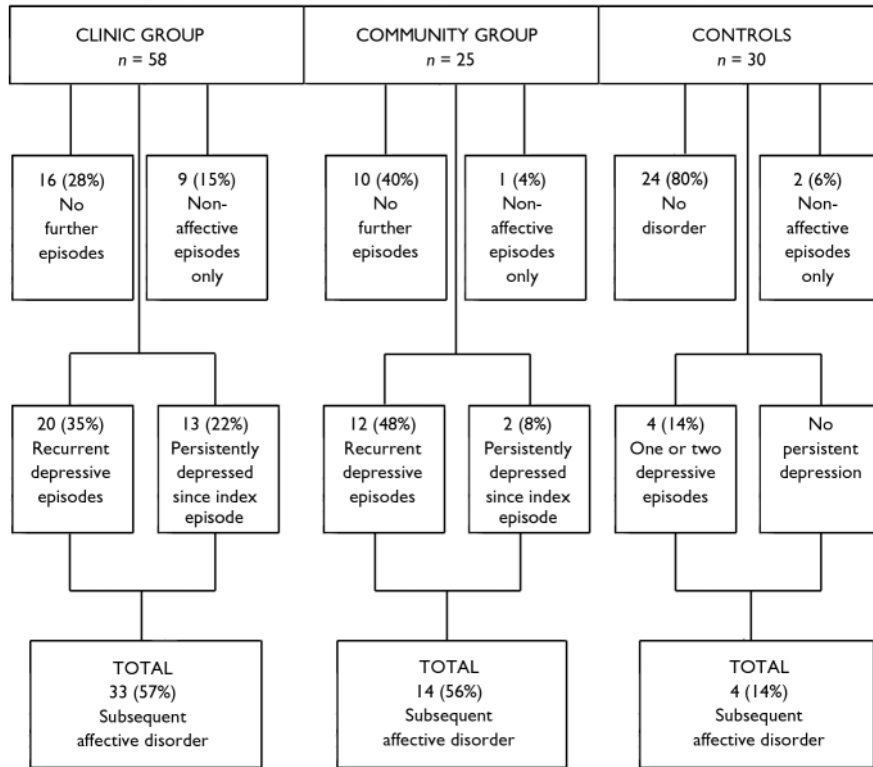 CLINIC GROUP
n = 58
COMMUNITY GROUP
n = 25
CONTROLS
n = 30
16 (28%)
No
further
episodes
9 (15%)
Non-
affective
episodes
only
10 (40%)
No
further
episodes
1 (4%)
Non-
affective
episodes
only
24 (80%)
No
disorder
2 (6%)
Non-
affective
episodes
only
20 (35%)
Recurrent
depressive
episodes
13 (22%)
Persistently
depressed
since index
episode
12 (48%)
Recurrent
depressive
episodes
2 (8%)
Persistently
depressed
since index
episode
4 (14%)
One or two
depressive
episodes
No
persistent
depression
TOTAL
33 (57%)
Subsequent
affective disorder
TOTAL
14 (56%)
Subsequent
affective disorder
TOTAL
4 (14%)
Subsequent
affective disorder